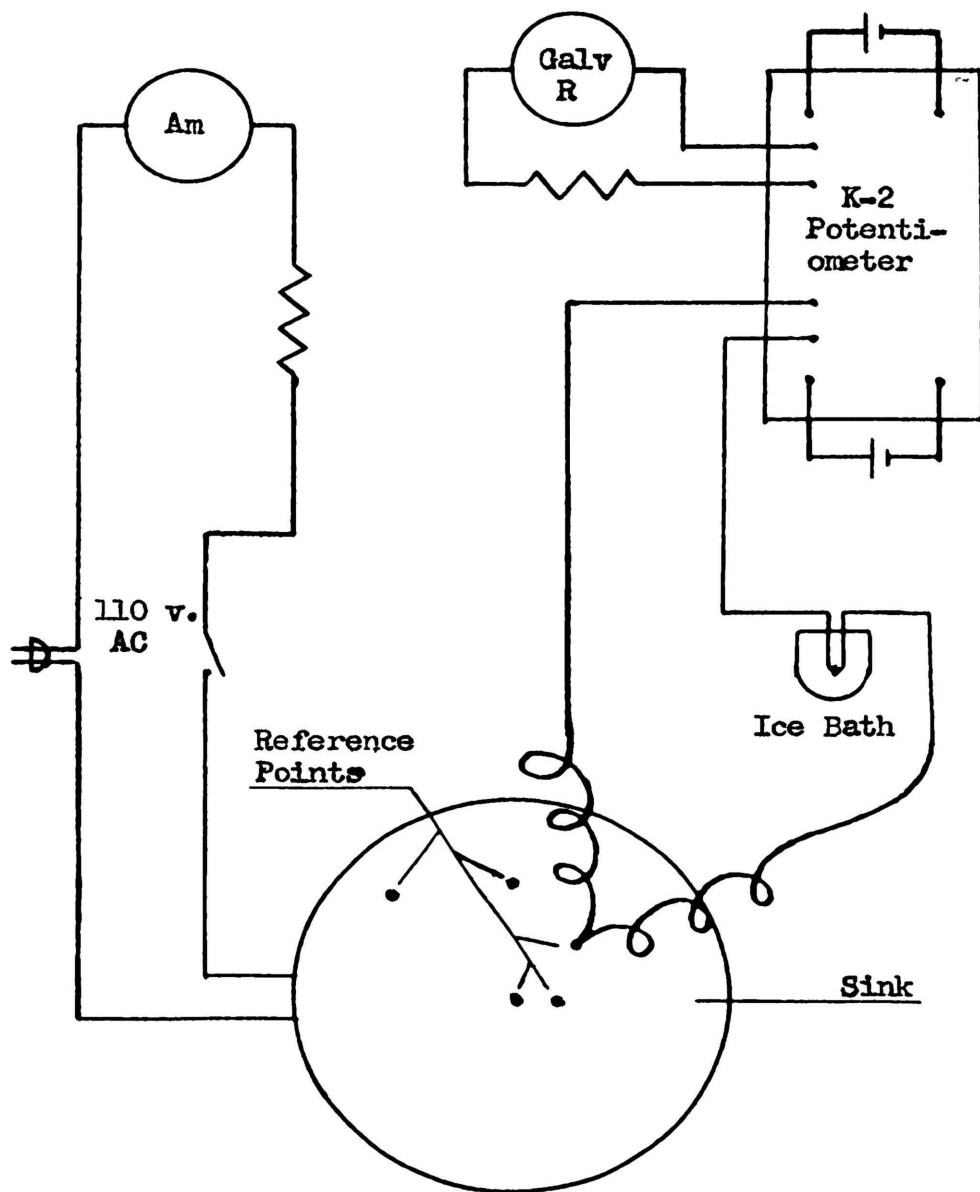 Galv
R
Am
K-2
Potenti-
ometer
110 v.
AC
Ice Bath
Reference
Points
Sink